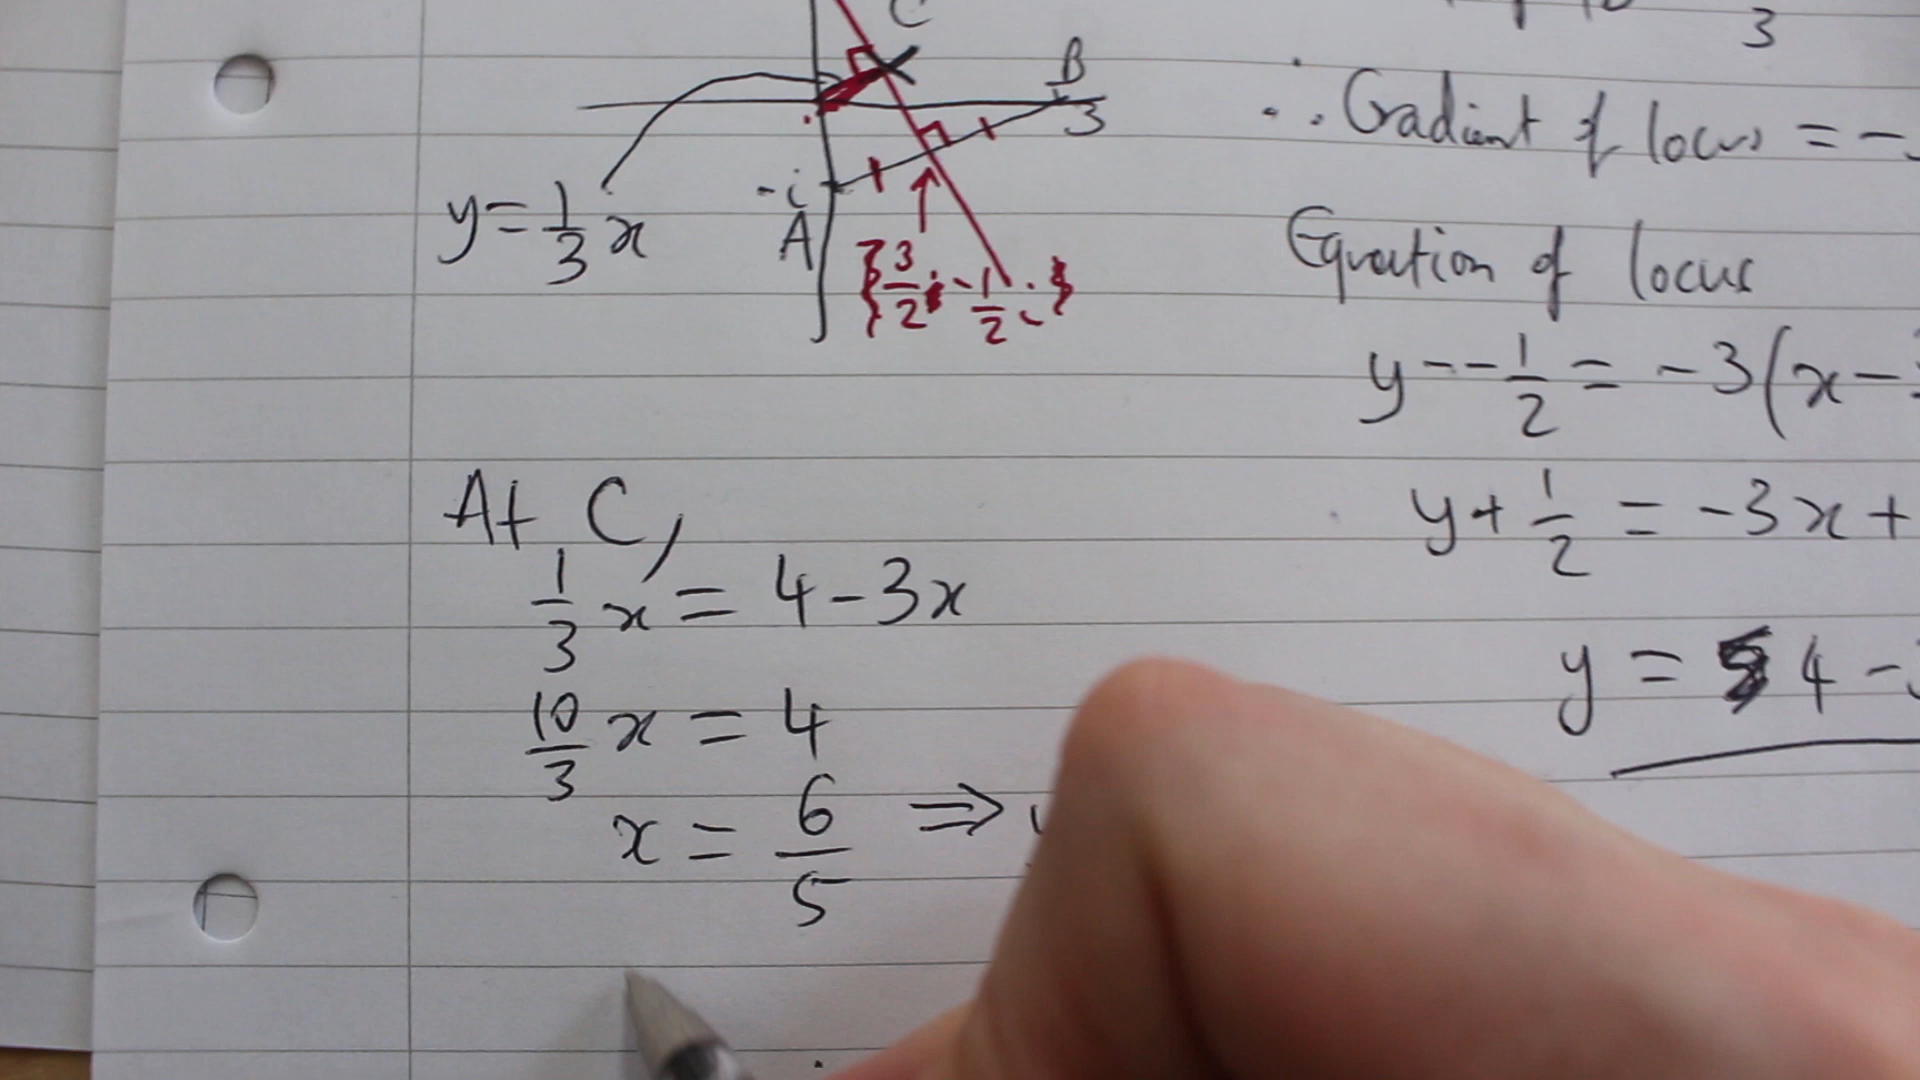 C
3
B
3
∴ Gradient of locus = -
y = 1/3 x
-i
A
{3/2 - 1/2 i}
Equation of locus
y - - 1/2 = -3(x -
At C,
y + 1/2 = -3x +
1/3 x = 4 - 3x
y = 4 -
10/3 x = 4
x = 6/5 ⇒